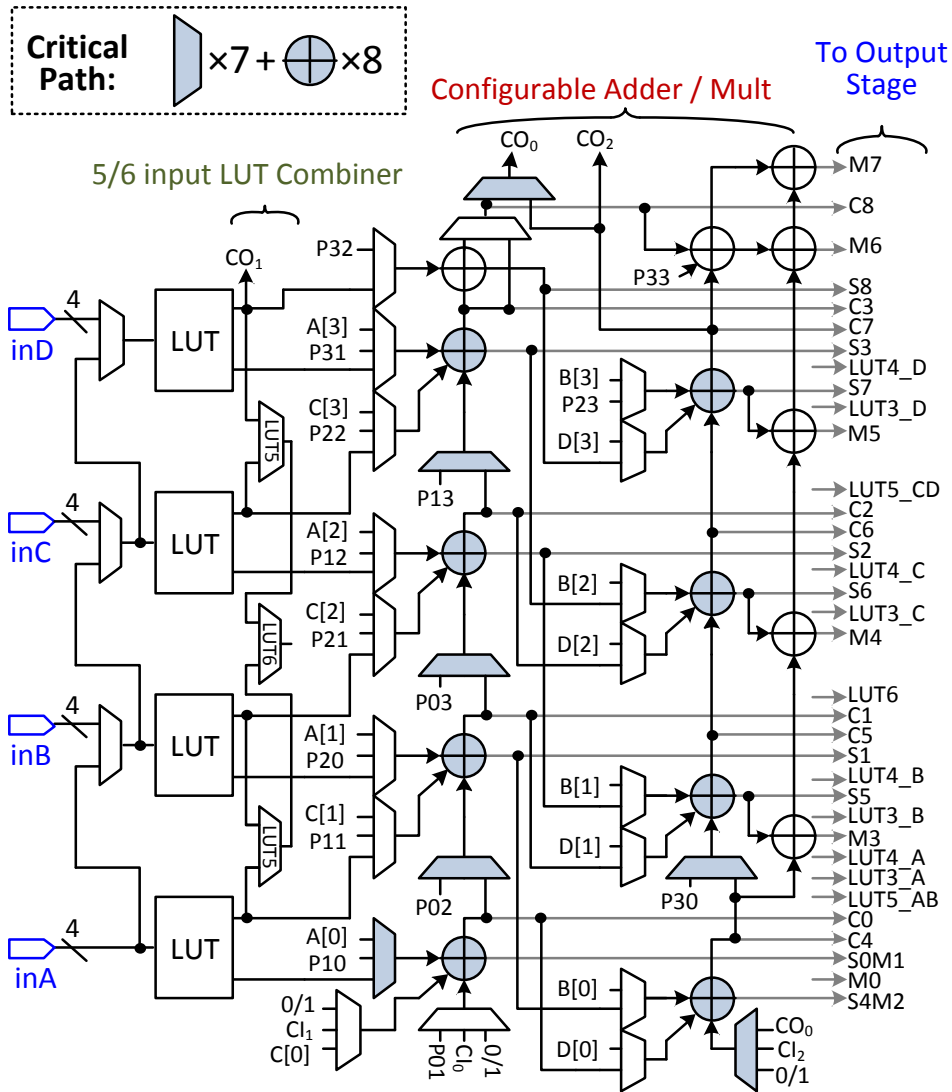 Critical
Path:
×7 + ×8
To Output
Stage
Configurable Adder / Mult
5/6 input LUT Combiner
CO0
CO2
CO1
M7
C8
M6
P32
P33
S8
C3
C7
S3
LUT4_D
S7
LUT3_D
M5
4
inD
LUT
A[3]
P31
C[3]
P22
B[3]
P23
D[3]
LUT5
P13
LUT5_CD
C2
C6
S2
LUT4_C
S6
LUT3_C
M4
4
inC
LUT
A[2]
P12
C[2]
P21
B[2]
D[2]
LUT6
P03
LUT6
C1
C5
S1
LUT4_B
S5
LUT3_B
M3
LUT4_A
LUT3_A
LUT5_AB
4
inB
LUT
A[1]
P20
C[1]
P11
B[1]
D[1]
LUT5
P02
P30
C0
C4
S0M1
M0
S4M2
4
inA
LUT
A[0]
P10
0/1
CI1
C[0]
P01
CI0
0/1
B[0]
D[0]
CO0
CI2
0/1